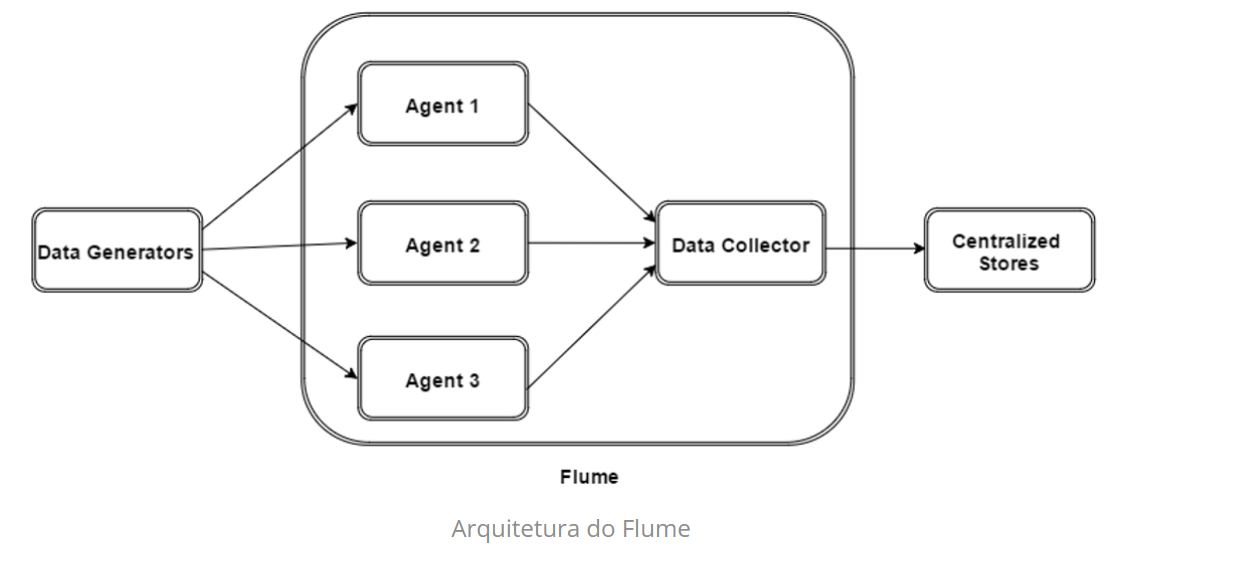 Agent 1
Data Generators
Agent 2
Data Collector
Centralized
Stores
Agent 3
Flume
Arquitetura do Flume